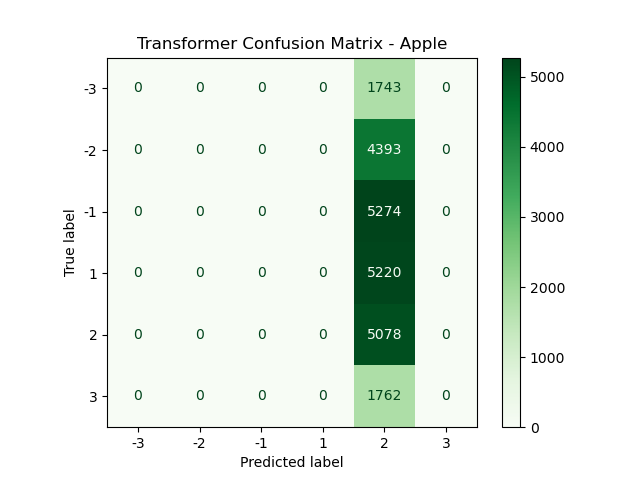 Transformer Confusion Matrix - Apple
-3 0 0 0 0 1743 0
-2 0 0 0 0 4393 0
-1 0 0 0 0 5274 0
1 0 0 0 0 5220 0
2 0 0 0 0 5078 0
3 0 0 0 0 1762 0
-3 -2 -1 1 2 3
Predicted label
True label
5000
4000
3000
2000
1000
0